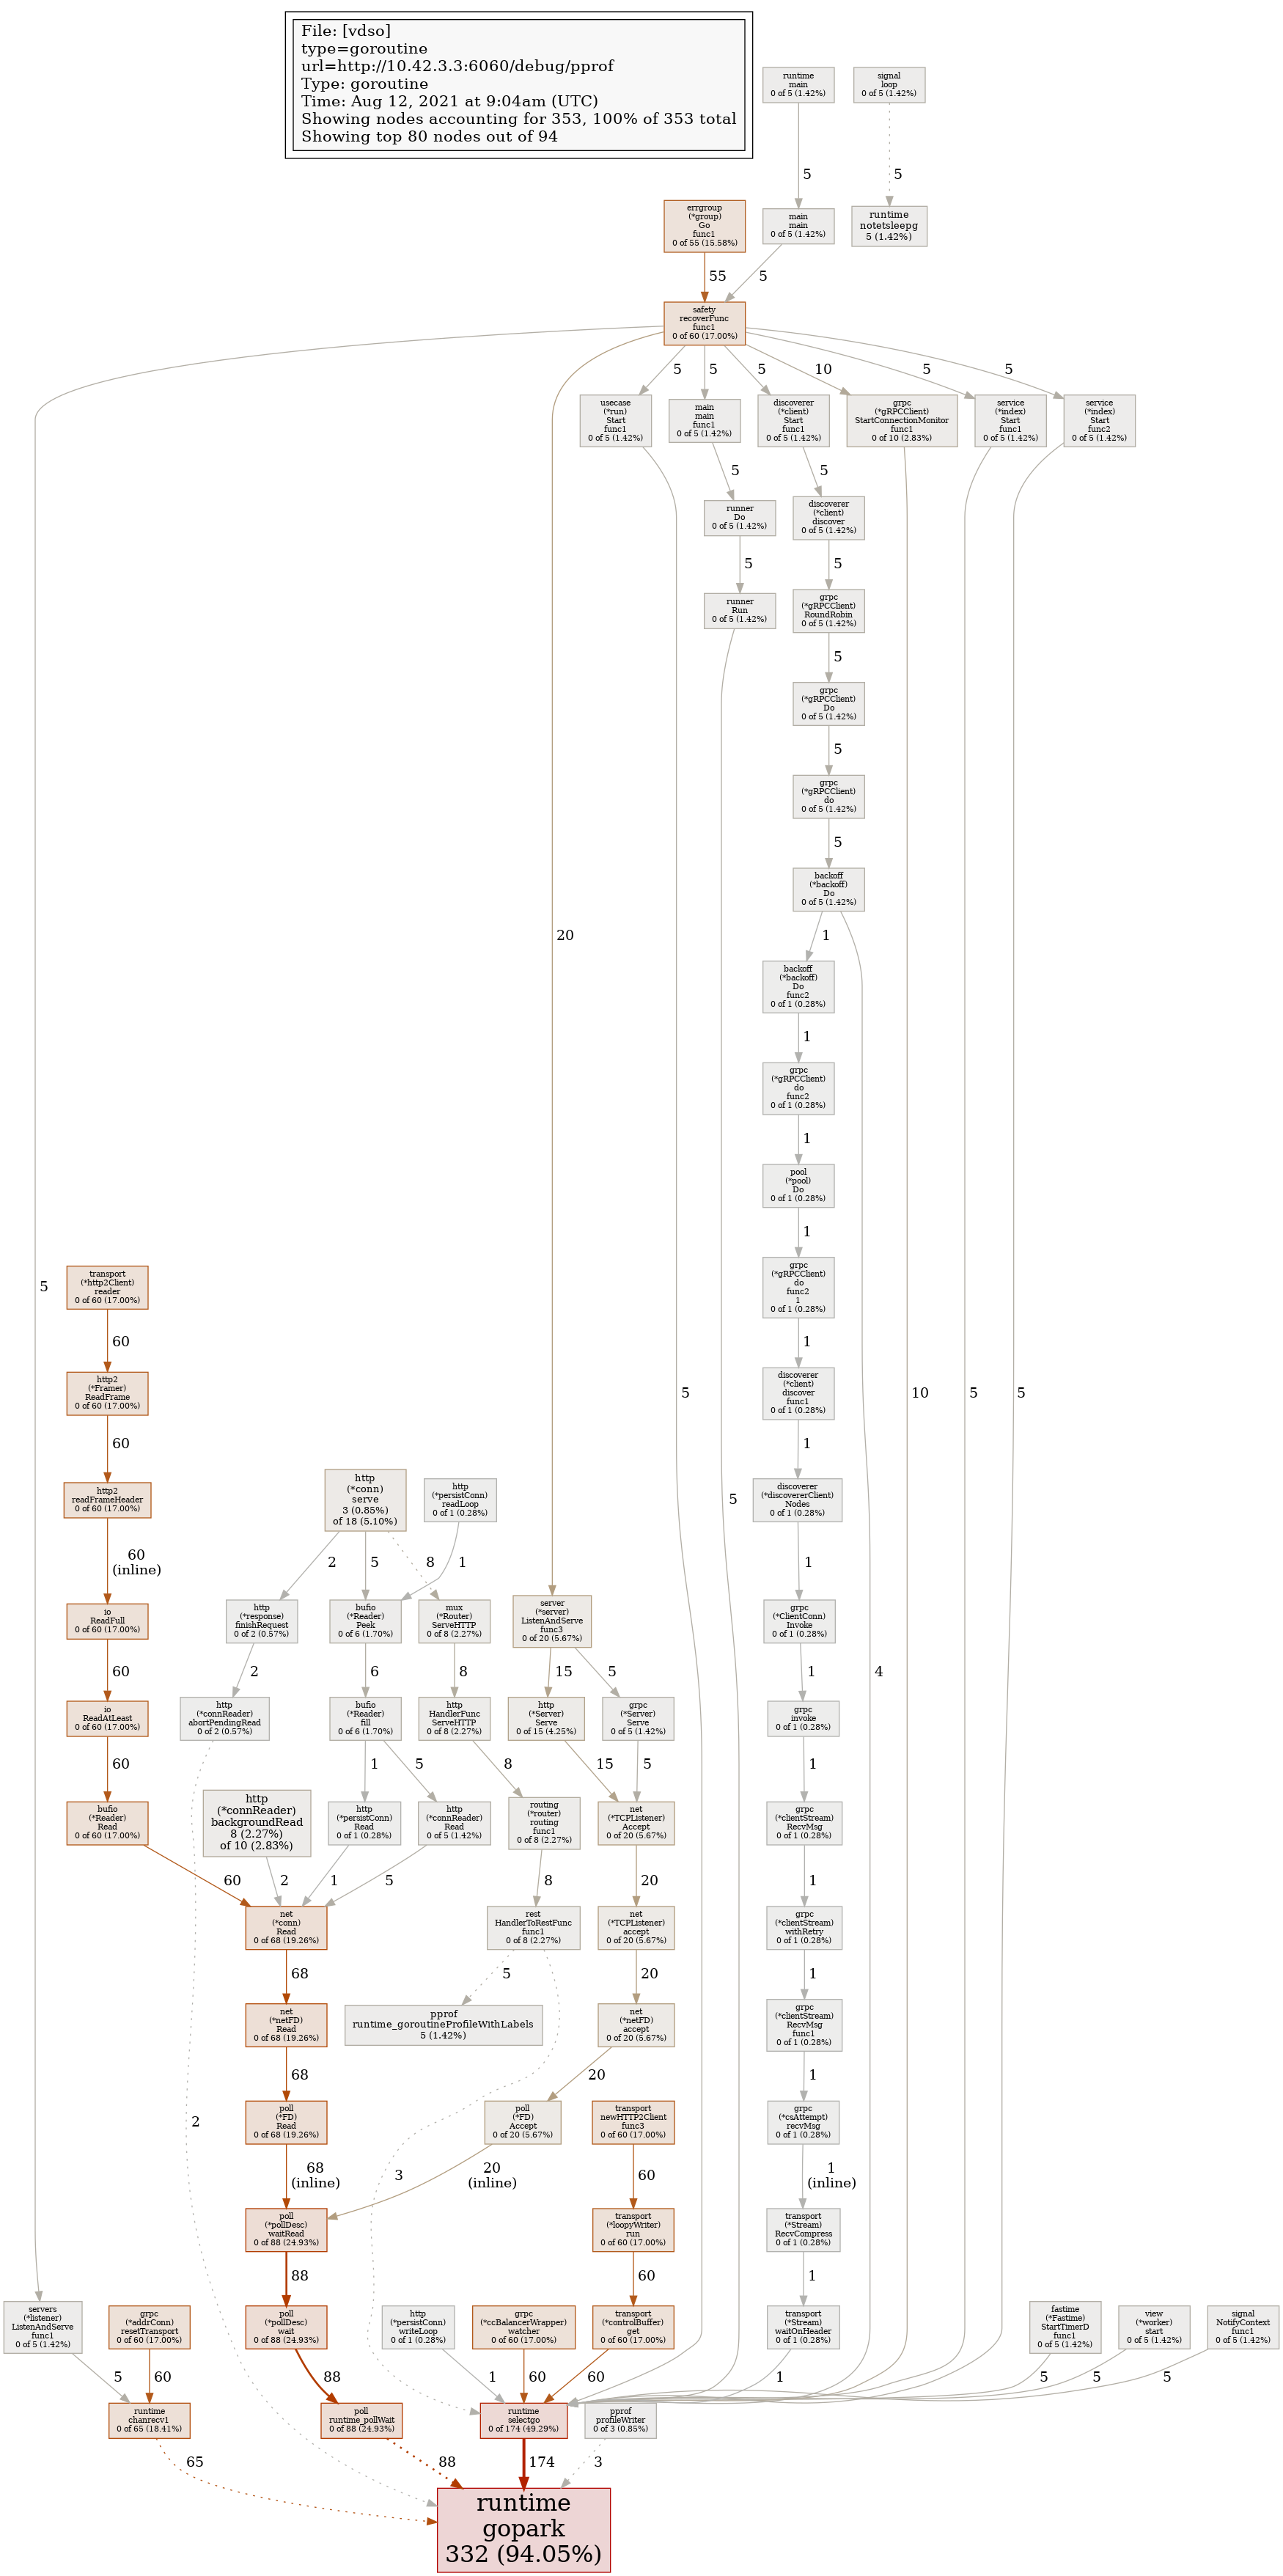 File: [vdso]
type=goroutine
url=http://10.42.3.3:6060/debug/pprof
Type: goroutine
Time: Aug 12, 2021 at 9:04am (UTC)
Showing nodes accounting for 353, 100% of 353 total
Showing top 80 nodes out of 94
runtime
main
0 of 5 (1.42%)
signal
loop
0 of 5 (1.42%)
5
5
errgroup
(*group)
Go
func1
0 of 55 (15.58%)
main
main
0 of 5 (1.42%)
runtime
notetsleepg
5 (1.42%)
55
5
safety
recoverFunc
func1
0 of 60 (17.00%)
5
5
5
10
5
5
usecase
(*run)
Start
func1
0 of 5 (1.42%)
main
main
func1
0 of 5 (1.42%)
discoverer
(*client)
Start
func1
0 of 5 (1.42%)
grpc
(*gRPCClient)
StartConnectionMonitor
func1
0 of 10 (2.83%)
service
(*index)
Start
func1
0 of 5 (1.42%)
service
(*index)
Start
func2
0 of 5 (1.42%)
5
5
runner
Do
0 of 5 (1.42%)
discoverer
(*client)
discover
0 of 5 (1.42%)
5
5
runner
Run
0 of 5 (1.42%)
grpc
(*gRPCClient)
RoundRobin
0 of 5 (1.42%)
5
grpc
(*gRPCClient)
Do
0 of 5 (1.42%)
5
grpc
(*gRPCClient)
do
0 of 5 (1.42%)
5
backoff
(*backoff)
Do
0 of 5 (1.42%)
20
1
backoff
(*backoff)
Do
func2
0 of 1 (0.28%)
1
grpc
(*gRPCClient)
do
func2
0 of 1 (0.28%)
1
pool
(*pool)
Do
0 of 1 (0.28%)
1
grpc
(*gRPCClient)
do
func2
1
0 of 1 (0.28%)
5
transport
(*http2Client)
reader
0 of 60 (17.00%)
60
1
http2
(*Framer)
ReadFrame
0 of 60 (17.00%)
5
discoverer
(*client)
discover
func1
0 of 1 (0.28%)
10
5
5
60
1
http2
readFrameHeader
0 of 60 (17.00%)
http
(*conn)
serve
3 (0.85%)
of 18 (5.10%)
http
(*persistConn)
readLoop
0 of 1 (0.28%)
5
discoverer
(*discovererClient)
Nodes
0 of 1 (0.28%)
60
(inline)
2
5
8
1
1
io
ReadFull
0 of 60 (17.00%)
http
(*response)
finishRequest
0 of 2 (0.57%)
bufio
(*Reader)
Peek
0 of 6 (1.70%)
mux
(*Router)
ServeHTTP
0 of 8 (2.27%)
server
(*server)
ListenAndServe
func3
0 of 20 (5.67%)
grpc
(*ClientConn)
Invoke
0 of 1 (0.28%)
60
2
6
8
15
5
1
4
io
ReadAtLeast
0 of 60 (17.00%)
http
(*connReader)
abortPendingRead
0 of 2 (0.57%)
bufio
(*Reader)
fill
0 of 6 (1.70%)
http
HandlerFunc
ServeHTTP
0 of 8 (2.27%)
http
(*Server)
Serve
0 of 15 (4.25%)
grpc
(*Server)
Serve
0 of 5 (1.42%)
grpc
invoke
0 of 1 (0.28%)
60
1
5
8
15
5
1
bufio
(*Reader)
Read
0 of 60 (17.00%)
http
(*connReader)
backgroundRead
8 (2.27%)
of 10 (2.83%)
http
(*persistConn)
Read
0 of 1 (0.28%)
http
(*connReader)
Read
0 of 5 (1.42%)
routing
(*router)
routing
func1
0 of 8 (2.27%)
net
(*TCPListener)
Accept
0 of 20 (5.67%)
grpc
(*clientStream)
RecvMsg
0 of 1 (0.28%)
60
2
1
5
8
20
1
net
(*conn)
Read
0 of 68 (19.26%)
rest
HandlerToRestFunc
func1
0 of 8 (2.27%)
net
(*TCPListener)
accept
0 of 20 (5.67%)
grpc
(*clientStream)
withRetry
0 of 1 (0.28%)
68
5
20
1
net
(*netFD)
Read
0 of 68 (19.26%)
pprof
runtime_goroutineProfileWithLabels
5 (1.42%)
net
(*netFD)
accept
0 of 20 (5.67%)
grpc
(*clientStream)
RecvMsg
func1
0 of 1 (0.28%)
68
20
1
2
poll
(*FD)
Read
0 of 68 (19.26%)
poll
(*FD)
Accept
0 of 20 (5.67%)
transport
newHTTP2Client
func3
0 of 60 (17.00%)
grpc
(*csAttempt)
recvMsg
0 of 1 (0.28%)
68
(inline)
3
20
(inline)
60
1
(inline)
poll
(*pollDesc)
waitRead
0 of 88 (24.93%)
transport
(*loopyWriter)
run
0 of 60 (17.00%)
transport
(*Stream)
RecvCompress
0 of 1 (0.28%)
88
60
1
servers
(*listener)
ListenAndServe
func1
0 of 5 (1.42%)
grpc
(*addrConn)
resetTransport
0 of 60 (17.00%)
poll
(*pollDesc)
wait
0 of 88 (24.93%)
http
(*persistConn)
writeLoop
0 of 1 (0.28%)
grpc
(*ccBalancerWrapper)
watcher
0 of 60 (17.00%)
transport
(*controlBuffer)
get
0 of 60 (17.00%)
transport
(*Stream)
waitOnHeader
0 of 1 (0.28%)
fastime
(*Fastime)
StartTimerD
func1
0 of 5 (1.42%)
view
(*worker)
start
0 of 5 (1.42%)
signal
NotifyContext
func1
0 of 5 (1.42%)
5
60
88
1
60
60
1
5
5
5
runtime
chanrecv1
0 of 65 (18.41%)
poll
runtime_pollWait
0 of 88 (24.93%)
runtime
selectgo
0 of 174 (49.29%)
pprof
profileWriter
0 of 3 (0.85%)
65
88
174
3
runtime
gopark
332 (94.05%)